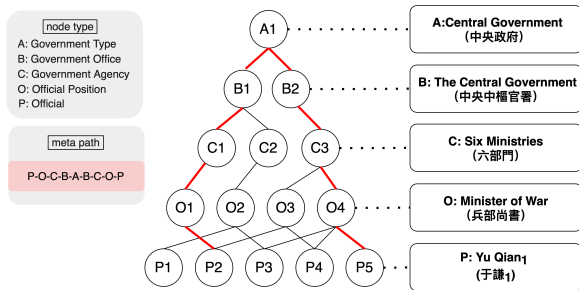 node type
A: Government Type
B: Government Office
C: Government Agency
O: Official Position
P: Official
meta path
P-O-C-B-A-B-C-O-P
A1
B1 B2
C1 C2 C3
O1 O2 O3 O4
P1 P2 P3 P4 P5
A:Central Government
(中央政府)
B: The Central Government
(中央中樞官署)
C: Six Ministries
(六部門)
O: Minister of War
(兵部尚書)
P: Yu Qian1
(于謙1)